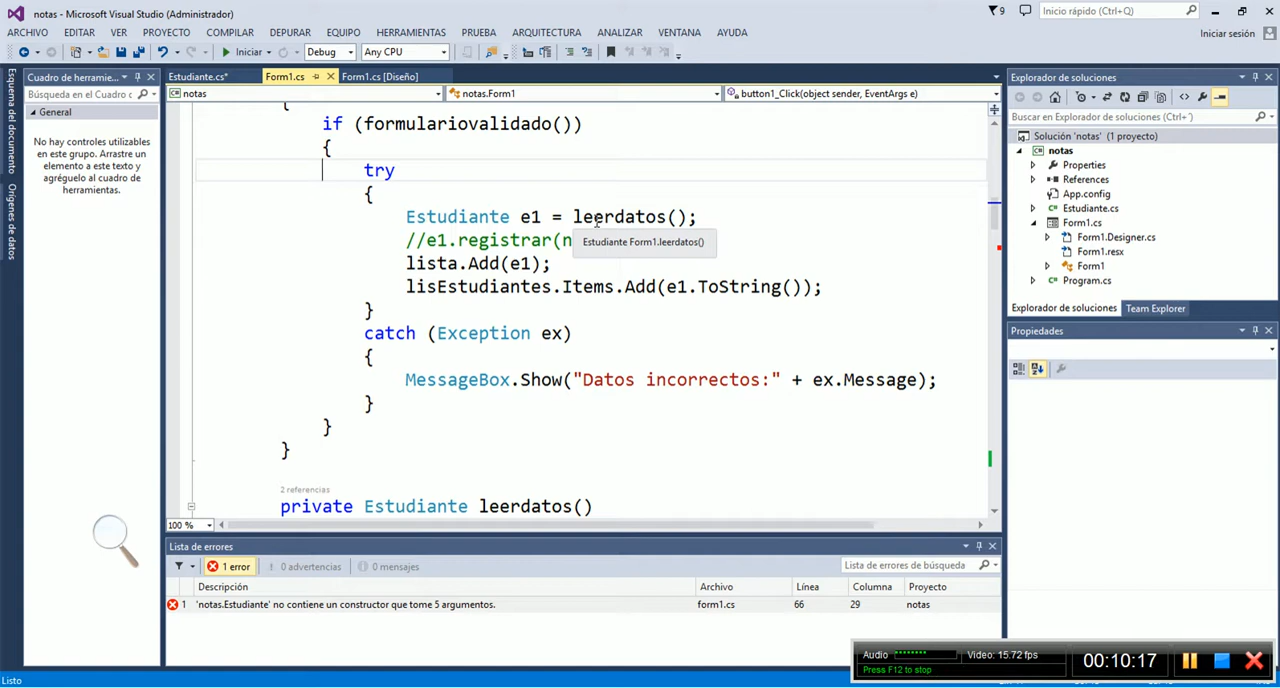 notas - Microsoft Visual Studio (Administrador)
9
Inicio rápido (Ctrl+Q)
ARCHIVO EDITAR VER PROYECTO COMPILAR DEPURAR EQUIPO HERRAMIENTAS PRUEBA ARQUITECTURA ANALIZAR VENTANA AYUDA
Iniciar sesión
Iniciar Debug Any CPU
Esquema del documento
Orígenes de datos
Cuadro de herramie...
Búsqueda en el Cuadro c
General
No hay controles utilizables
en este grupo. Arrastre un
elemento a este texto y
agréguelo al cuadro de
herramientas.
Estudiante.cs* Form1.cs Form1.cs [Diseño]
notas notas.Form1 button1_Click(object sender, EventArgs e)
{
if (formulariovalidado())
{
try
{
Estudiante e1 = leerdatos();
//e1.registrar(n
Estudiante Form1.leerdatos()
lista.Add(e1);
lisEstudiantes.Items.Add(e1.ToString());
}
catch (Exception ex)
{
MessageBox.Show("Datos incorrectos:" + ex.Message);
}
}
}
2 referencias
private Estudiante leerdatos()
100 %
Lista de errores
1 error 0 advertencias 0 mensajes
Lista de errores de búsqueda
Descripción Archivo Línea Columna Proyecto
1 'notas.Estudiante' no contiene un constructor que tome 5 argumentos. form1.cs 66 29 notas
Explorador de soluciones
Buscar en Explorador de soluciones (Ctrl+')
Solución 'notas' (1 proyecto)
notas
Properties
References
App.config
Estudiante.cs
Form1.cs
Form1.Designer.cs
Form1.resx
Form1
Program.cs
Explorador de soluciones Team Explorer
Propiedades
Audio Video: 15.72 fps
Press F12 to stop
00:10:17
Listo